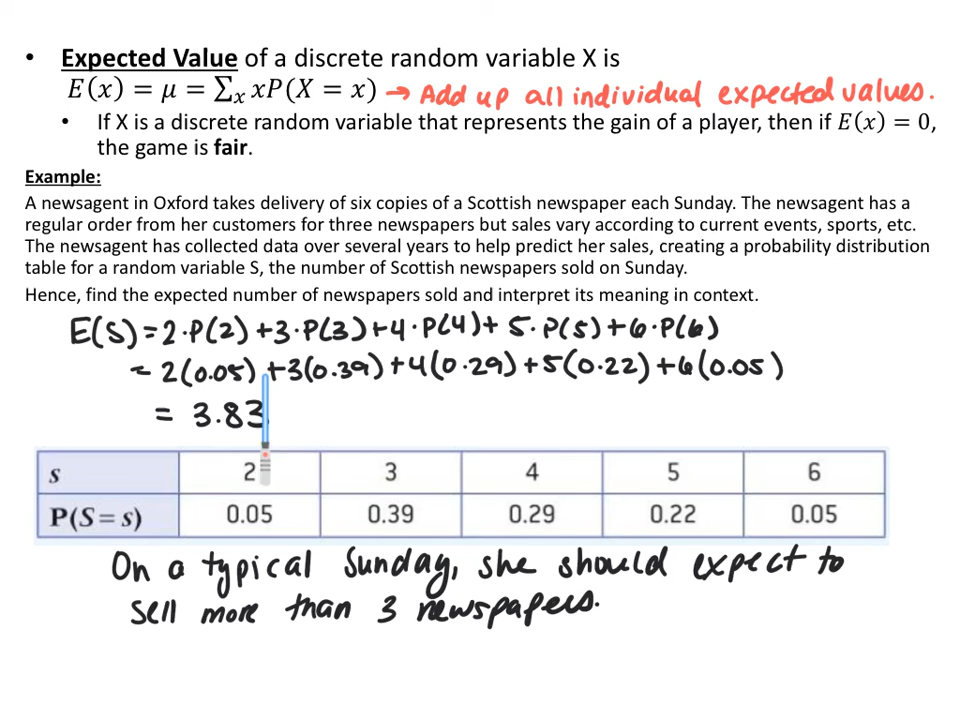 • Expected Value of a discrete random variable X is
E(x) = μ = ∑ₓ xP(X = x) → Add up all individual expected values.
• If X is a discrete random variable that represents the gain of a player, then if E(x) = 0,
the game is fair.
Example:
A newsagent in Oxford takes delivery of six copies of a Scottish newspaper each Sunday. The newsagent has a
regular order from her customers for three newspapers but sales vary according to current events, sports, etc.
The newsagent has collected data over several years to help predict her sales, creating a probability distribution
table for a random variable S, the number of Scottish newspapers sold on Sunday.
Hence, find the expected number of newspapers sold and interpret its meaning in context.
E(S) = 2·P(2) + 3·P(3) + 4·P(4) + 5·P(5) + 6·P(6)
= 2(0.05) + 3(0.39) + 4(0.29) + 5(0.22) + 6(0.05)
= 3.83
s 2 3 4 5 6
P(S= s) 0.05 0.39 0.29 0.22 0.05
On a typical Sunday, she should expect to
sell more than 3 newspapers.